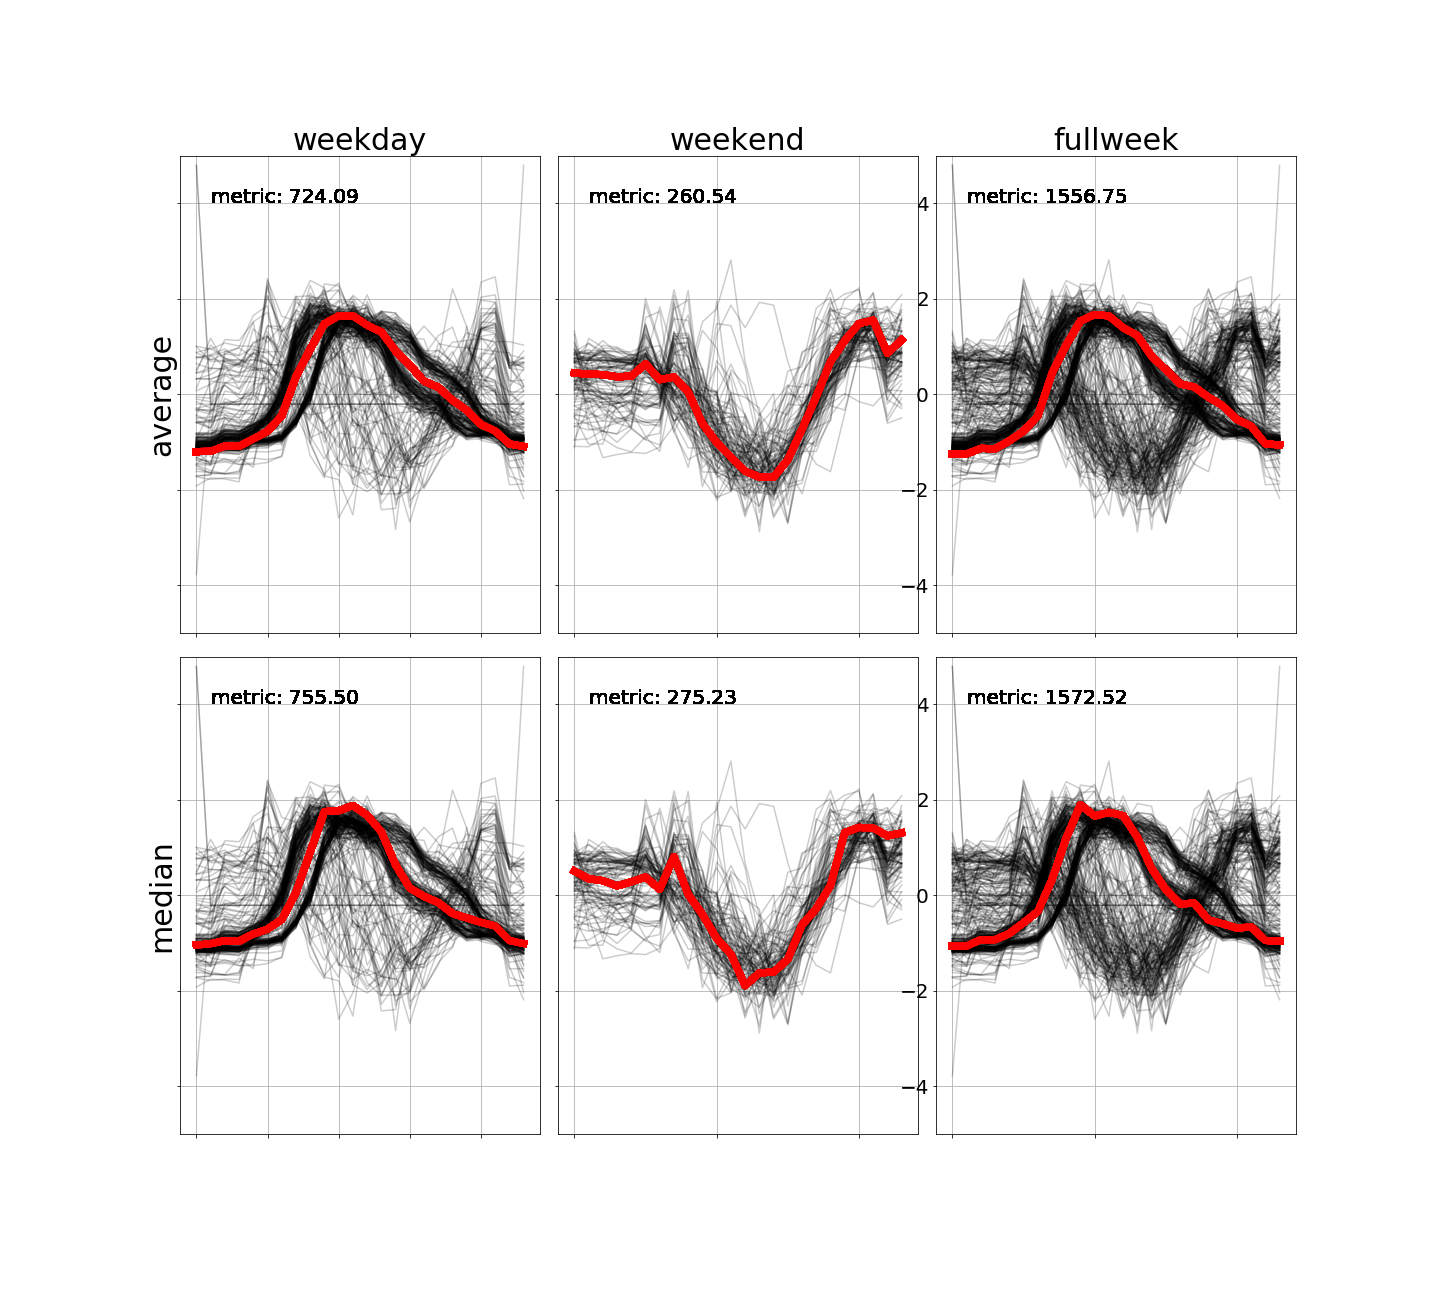 weekday weekend fullweek
average
metric: 724.09
metric: 260.54
metric: 1556.75
4
2
0
−2
−4
median
metric: 755.50
metric: 275.23
metric: 1572.52
4
2
0
−2
−4